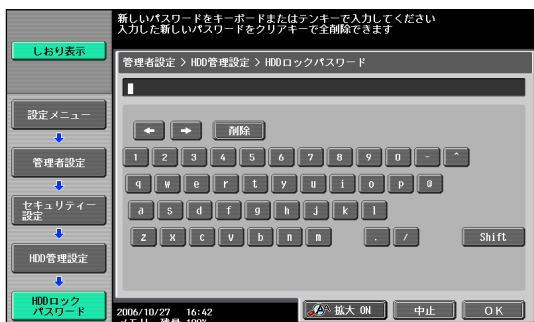 新しいパスワードをキーボードまたはテンキーで入力してください
入力した新しいパスワードをクリアキーで全削除できます
しおり表示
管理者設定 > HDD管理設定 > HDDロックパスワード
設定メニュー
管理者設定
セキュリティー
設定
HDD管理設定
HDDロック
パスワード
← → 削除
1 2 3 4 5 6 7 8 9 0 - ^
q w e r t y u i o p @
a s d f g h j k l
z x c v b n m . / Shift
2006/10/27 16:42
メモリー残量 100%
拡大 ON 中止 OK